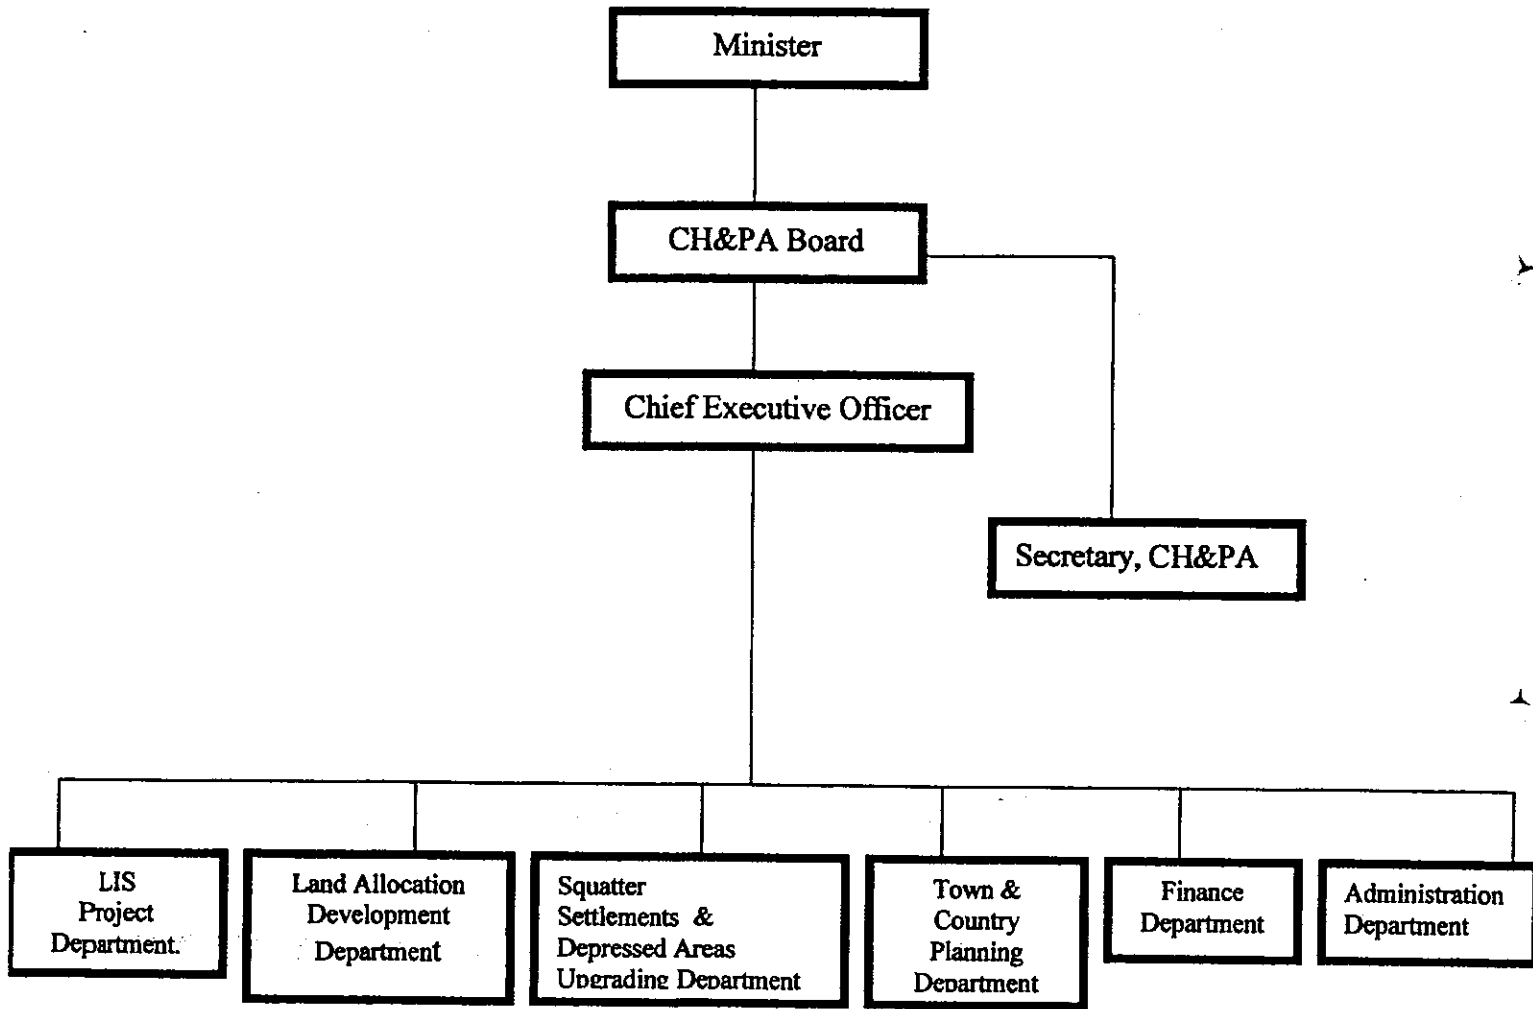 Minister
CH&PA Board
Chief Executive Officer
Secretary, CH&PA
LIS
Project
Department.
Land Allocation
Development
Department
Squatter
Settlements &
Depressed Areas
Upgrading Department
Town &
Country
Planning
Department
Finance
Department
Administration
Department